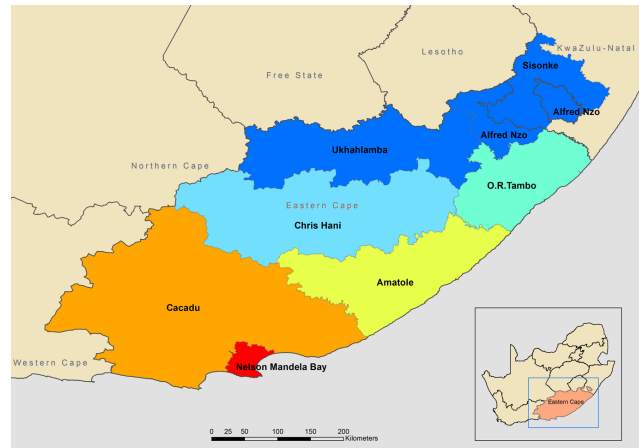 Lesotho
KwaZulu-Natal
Sisonke
Free State
Alfred Nzo
Alfred Nzo
Ukhahlamba
Northern Cape
O.R.Tambo
Eastern Cape
Chris Hani
Amatole
Cacadu
Western Cape
Nelson Mandela Bay
Eastern Cape
0 25 50 100 150 200
Kilometers